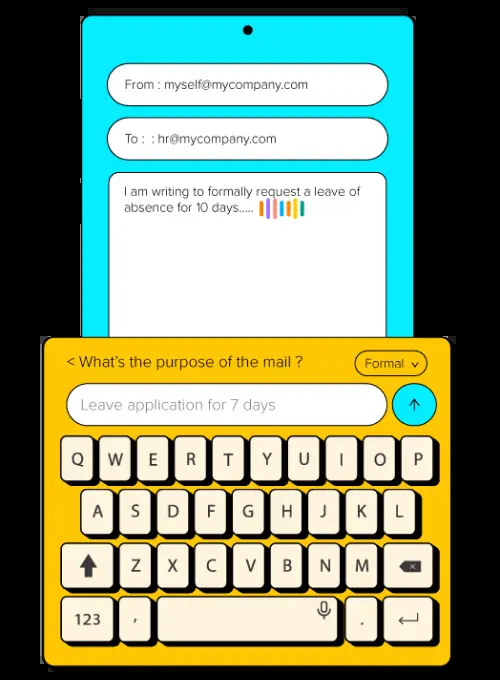 From : myself@mycompany.com
To : : hr@mycompany.com
I am writing to formally request a leave of
absence for 10 days.....
< What's the purpose of the mail ?
Formal
Leave application for 7 days
Q W E R T Y U I O P
A S D F G H J K L
Z X C V B N M
123 , .